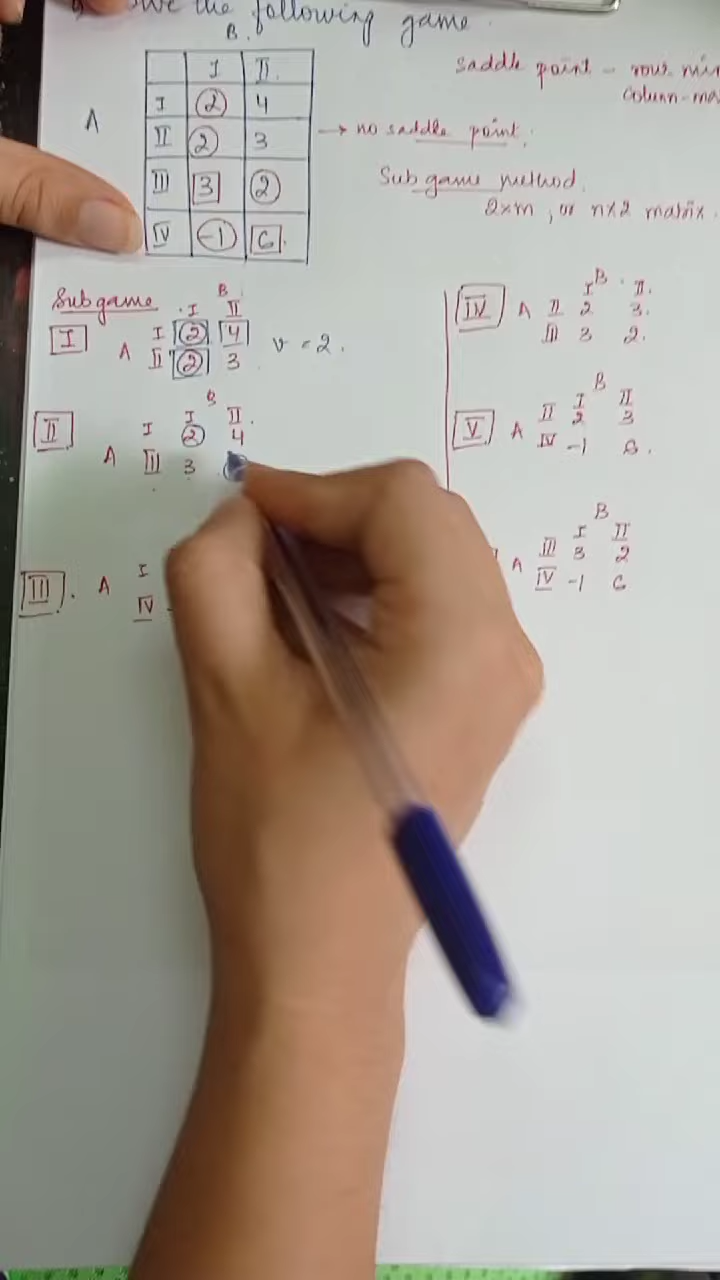 the following game.
B.
I II.
I 2 4
A
II 2 3
III 3 2
IV -1 6.
saddle point - row min
column-ma
→ no saddle point.
Subgame method.
2×m, or n×2 matrix.
Subgame
B
I II
I A I 2 4
II 2 3 v = 2.
II B
I II.
A I 2 4
III 3
III. A I
IV
IV B
I II.
A II 2 3.
III 3 2.
V B
I II
A II 2 3
IV -1 6.
B
I II
A III 3 2
IV -1 6